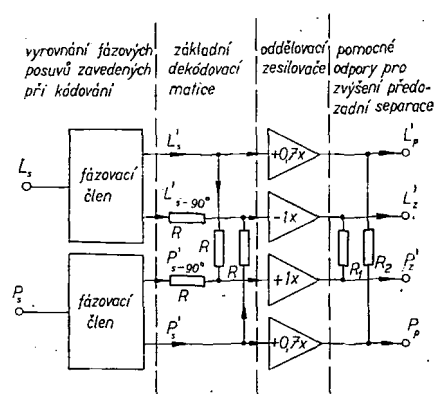 vyrovnání fázových
posuvů zavedených
při kódování
základní
dekódovací
matice
oddělovací
zesilovače
pomocné
odpory pro
zvýšení předo-
zadní separace
Ls
fázovací
člen
L's
+0,7x
L'p
L's-90°
R
-1x
L'z
R
R
R1
R2
Ps
fázovací
člen
P's-90°
R
+1x
P'z
P's
+0,7x
Pp